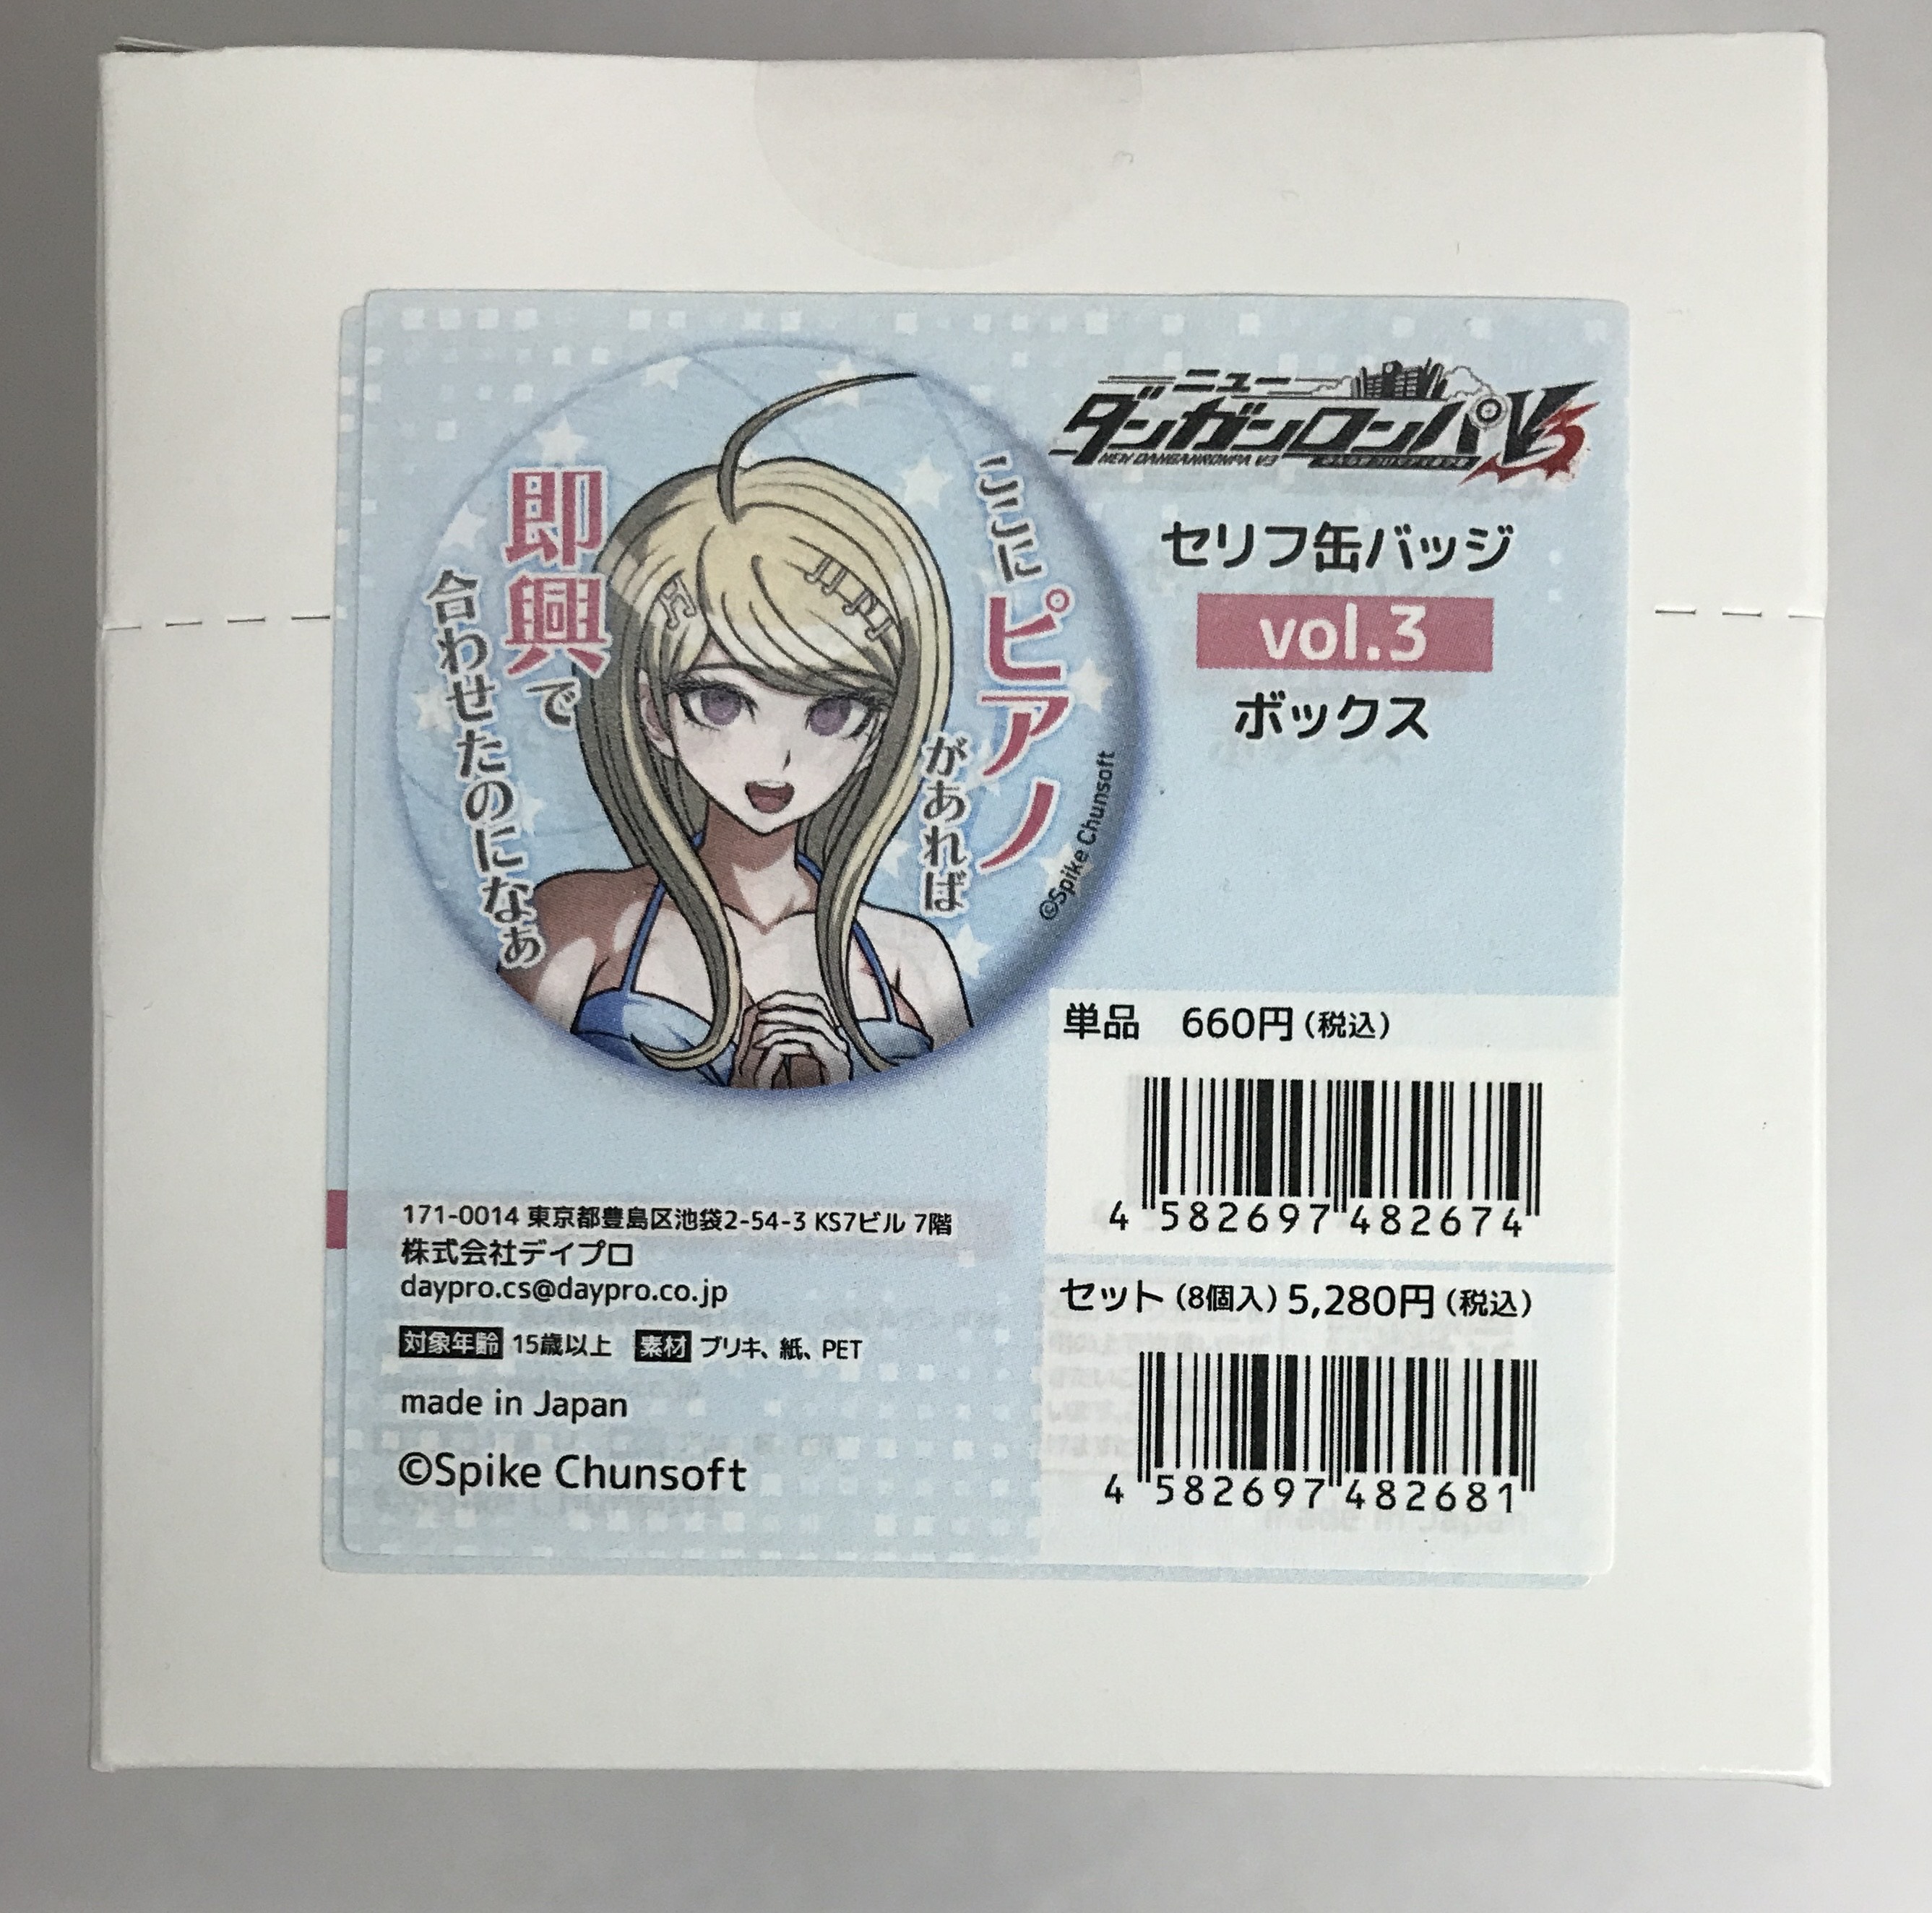 ここにピアノがあれば
即興で
合わせたのになぁ
©Spike Chunsoft
ニュー
ダンガンロンパV3
NEW DANGANRONPA V3
セリフ缶バッジ
vol.3
ボックス
単品 660円(税込)
4 582697 482674
セット(8個入)5,280円(税込)
4 582697 482681
171-0014 東京都豊島区池袋2-54-3 KS7ビル 7階
株式会社デイプロ
daypro.cs@daypro.co.jp
対象年齢 15歳以上 素材 ブリキ、紙、PET
made in Japan
©Spike Chunsoft